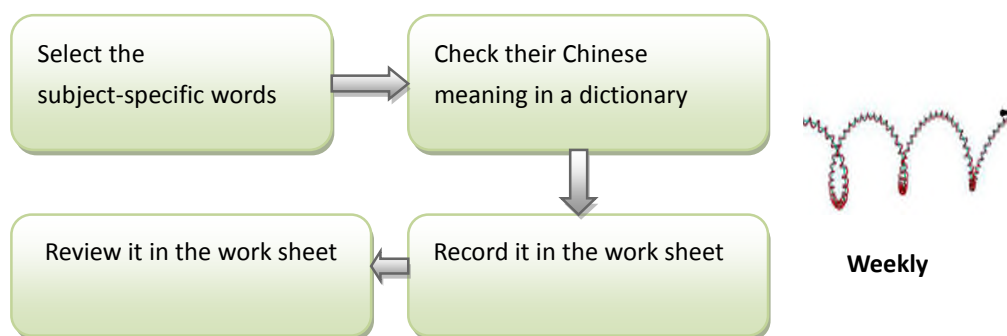 Select the
subject-specific words
Check their Chinese
meaning in a dictionary
Record it in the work sheet
Review it in the work sheet
Weekly